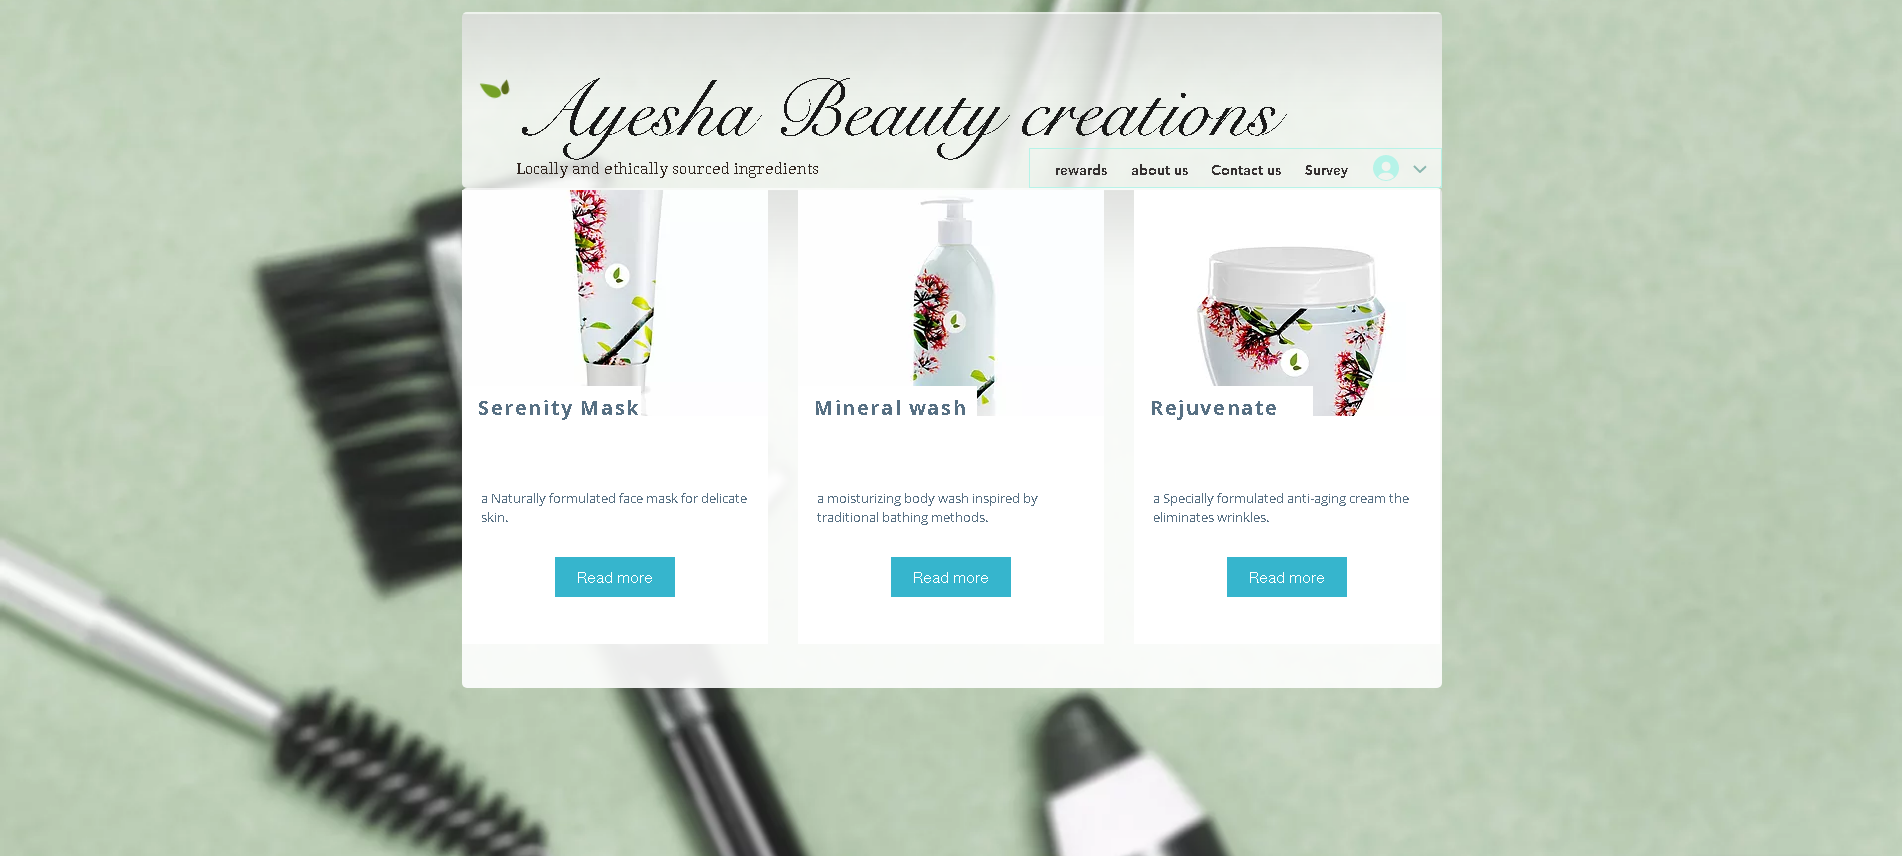 Ayesha Beauty creations
Locally and ethically sourced ingredients
rewards about us Contact us Survey
Serenity Mask
a Naturally formulated face mask for delicate
skin.
Read more
Mineral wash
a moisturizing body wash inspired by
traditional bathing methods.
Read more
Rejuvenate
a Specially formulated anti-aging cream the
eliminates wrinkles.
Read more